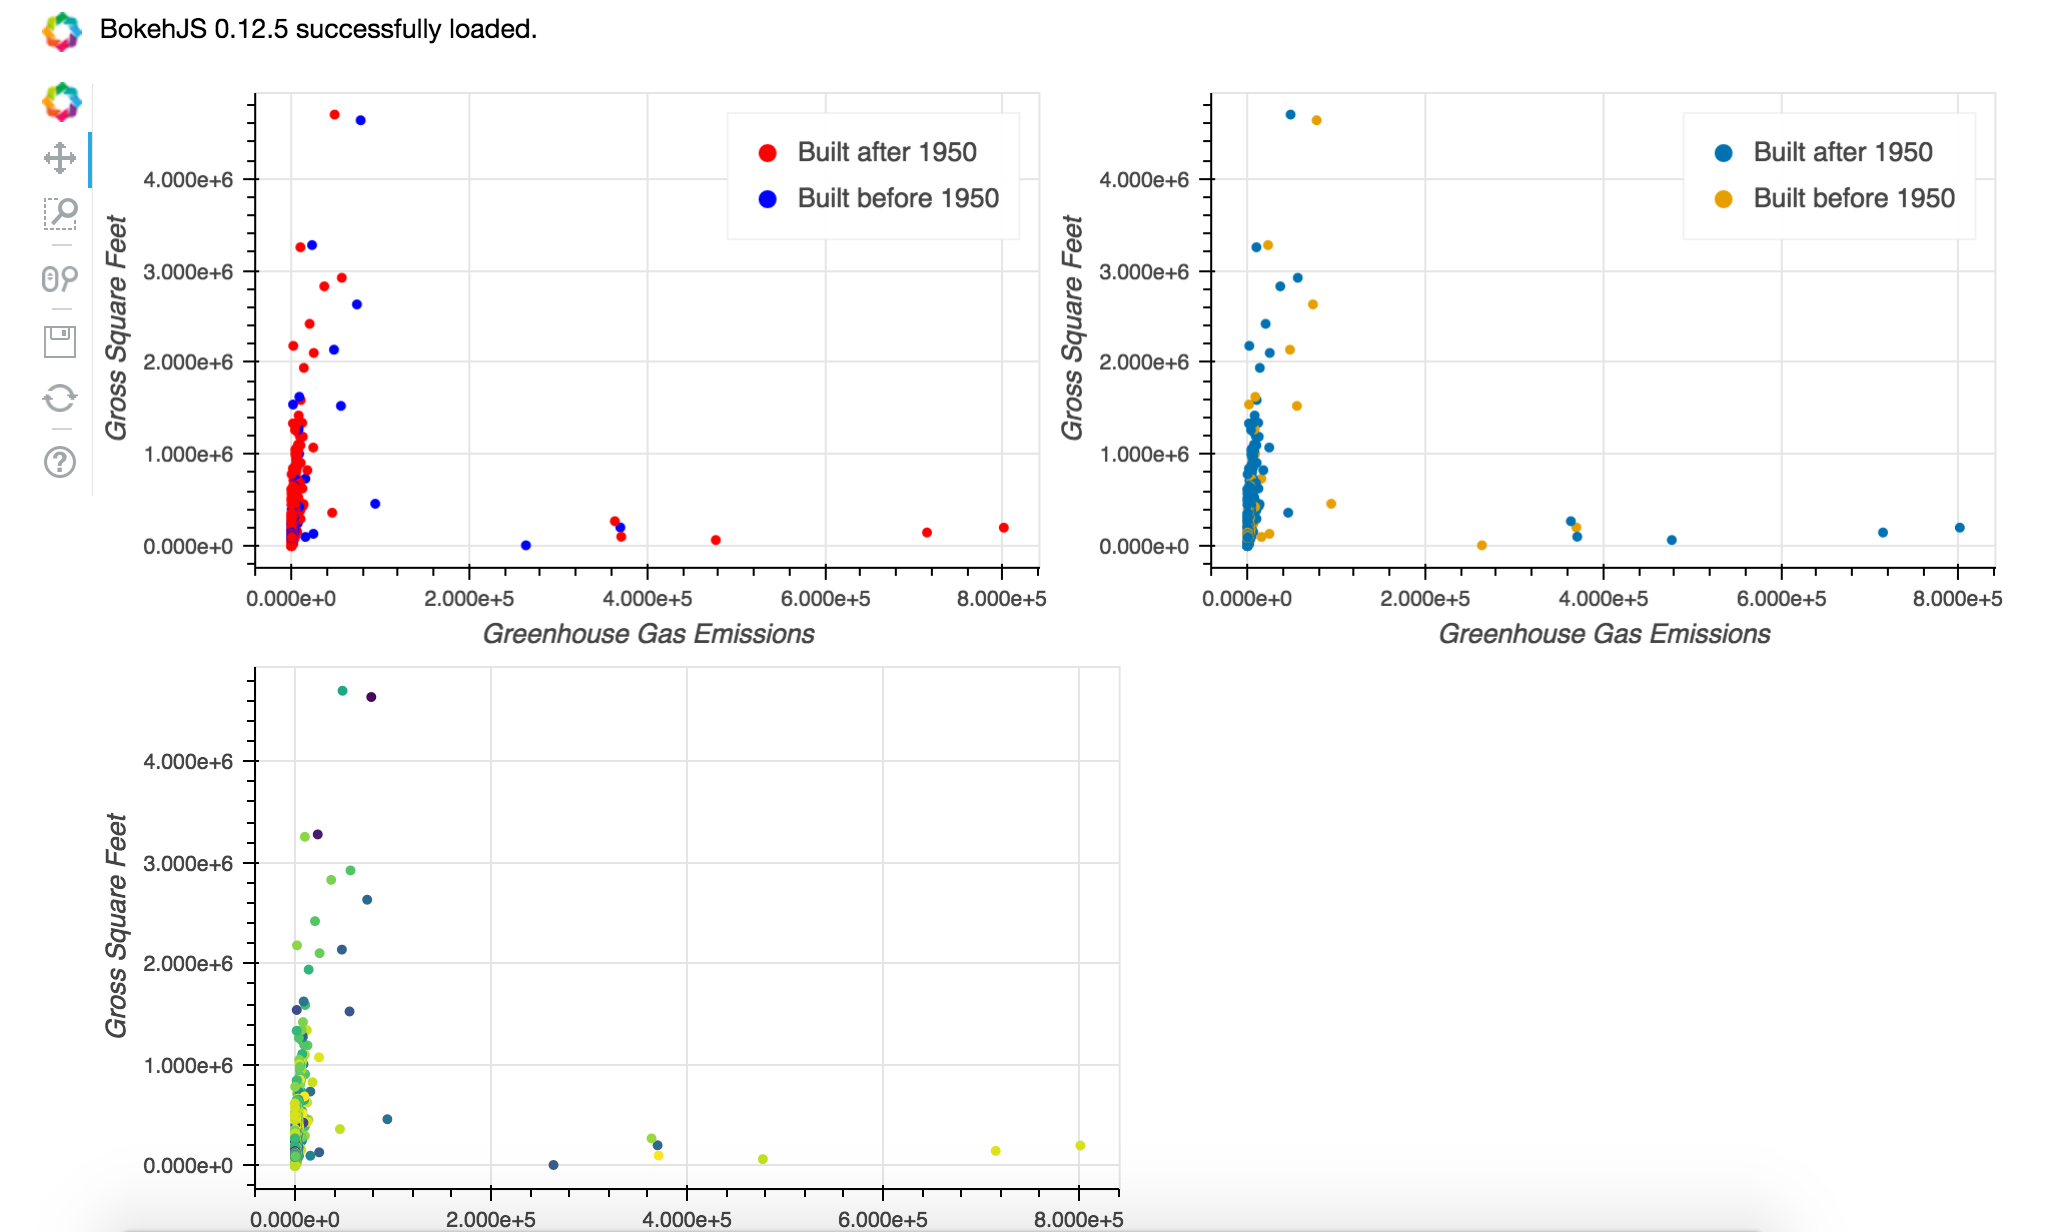 BokehJS 0.12.5 successfully loaded.
Gross Square Feet
4.000e+6
3.000e+6
2.000e+6
1.000e+6
0.000e+0
Built after 1950
Built before 1950
0.000e+0 2.000e+5 4.000e+5 6.000e+5 8.000e+5
Greenhouse Gas Emissions
Gross Square Feet
4.000e+6
3.000e+6
2.000e+6
1.000e+6
0.000e+0
Built after 1950
Built before 1950
0.000e+0 2.000e+5 4.000e+5 6.000e+5 8.000e+5
Greenhouse Gas Emissions
Gross Square Feet
4.000e+6
3.000e+6
2.000e+6
1.000e+6
0.000e+0
0.000e+0 2.000e+5 4.000e+5 6.000e+5 8.000e+5